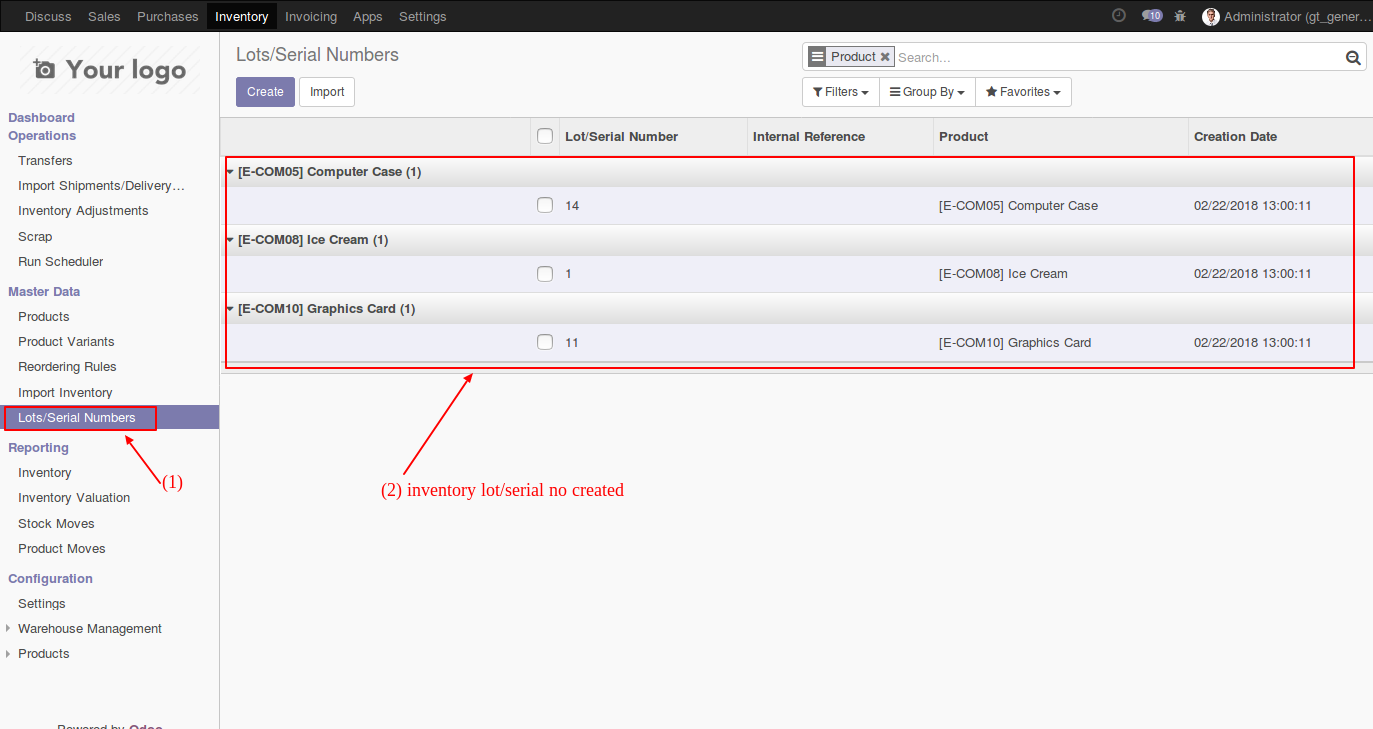 Discuss Sales Purchases Inventory Invoicing Apps Settings 10 Administrator (gt_gener...
Your logo
Lots/Serial Numbers
Product Search...
Create Import
Filters Group By Favorites
Dashboard
Operations
Transfers
Import Shipments/Delivery...
Inventory Adjustments
Scrap
Run Scheduler
Master Data
Products
Product Variants
Reordering Rules
Import Inventory
Lots/Serial Numbers
Reporting
Inventory
Inventory Valuation
Stock Moves
Product Moves
Configuration
Settings
Warehouse Management
Products
Powered by Odoo
Lot/Serial Number Internal Reference Product Creation Date
[E-COM05] Computer Case (1)
14 [E-COM05] Computer Case 02/22/2018 13:00:11
[E-COM08] Ice Cream (1)
1 [E-COM08] Ice Cream 02/22/2018 13:00:11
[E-COM10] Graphics Card (1)
11 [E-COM10] Graphics Card 02/22/2018 13:00:11
(1)
(2) inventory lot/serial no created